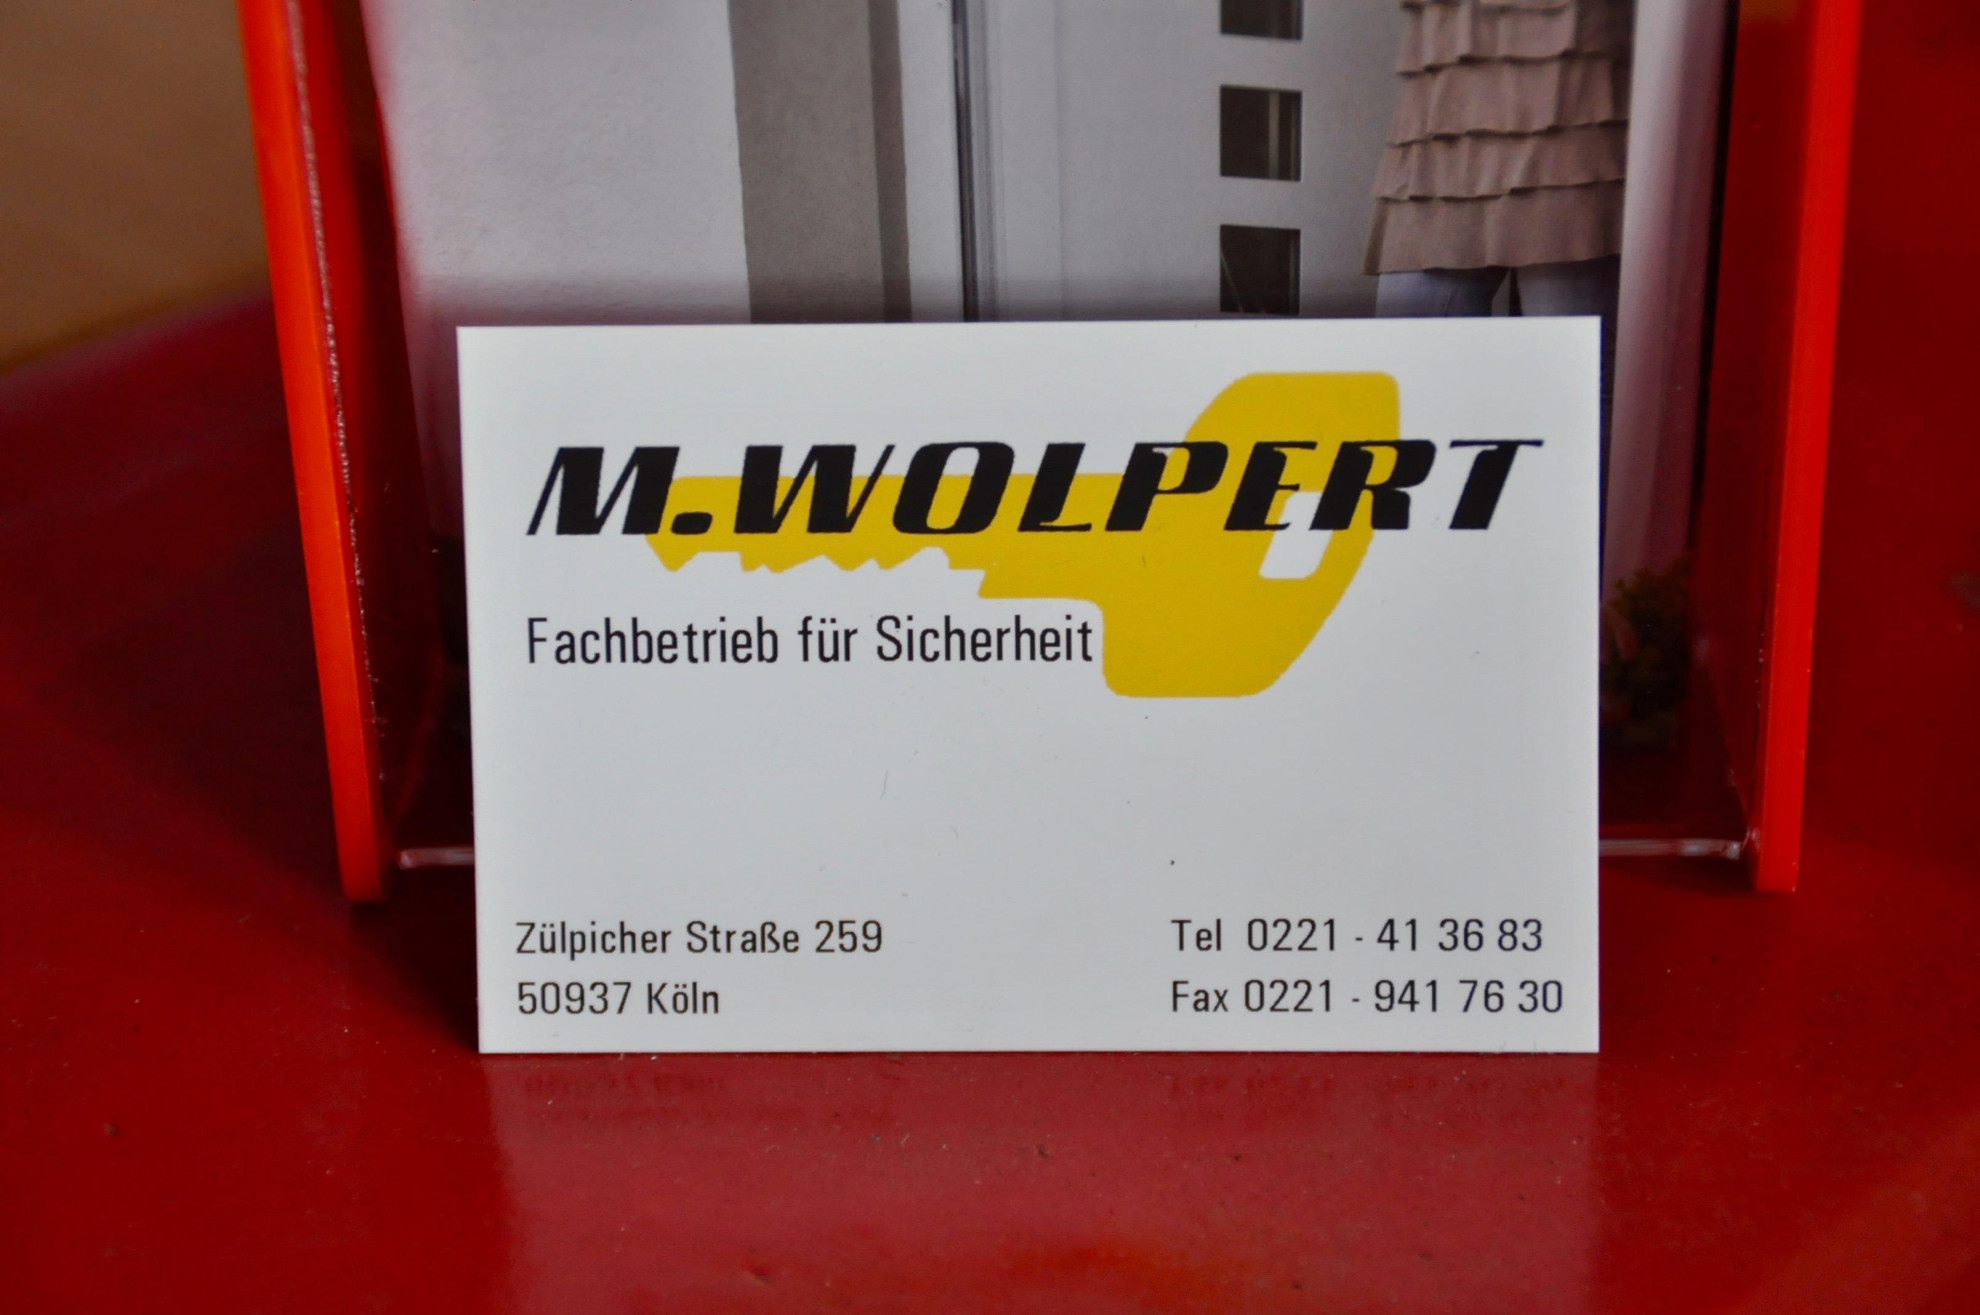 M.WOLPERT
Fachbetrieb für Sicherheit
Zülpicher Straße 259
50937 Köln
Tel 0221 - 41 36 83
Fax 0221 - 941 76 30